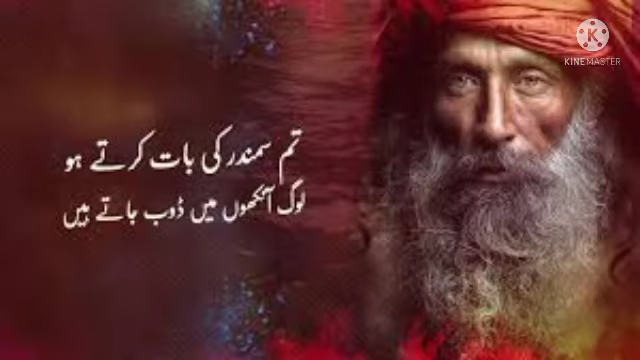 KINEMASTER
تم سمندر کی بات کرتے ہو
لوگ آنکھوں میں ڈوب جاتے ہیں